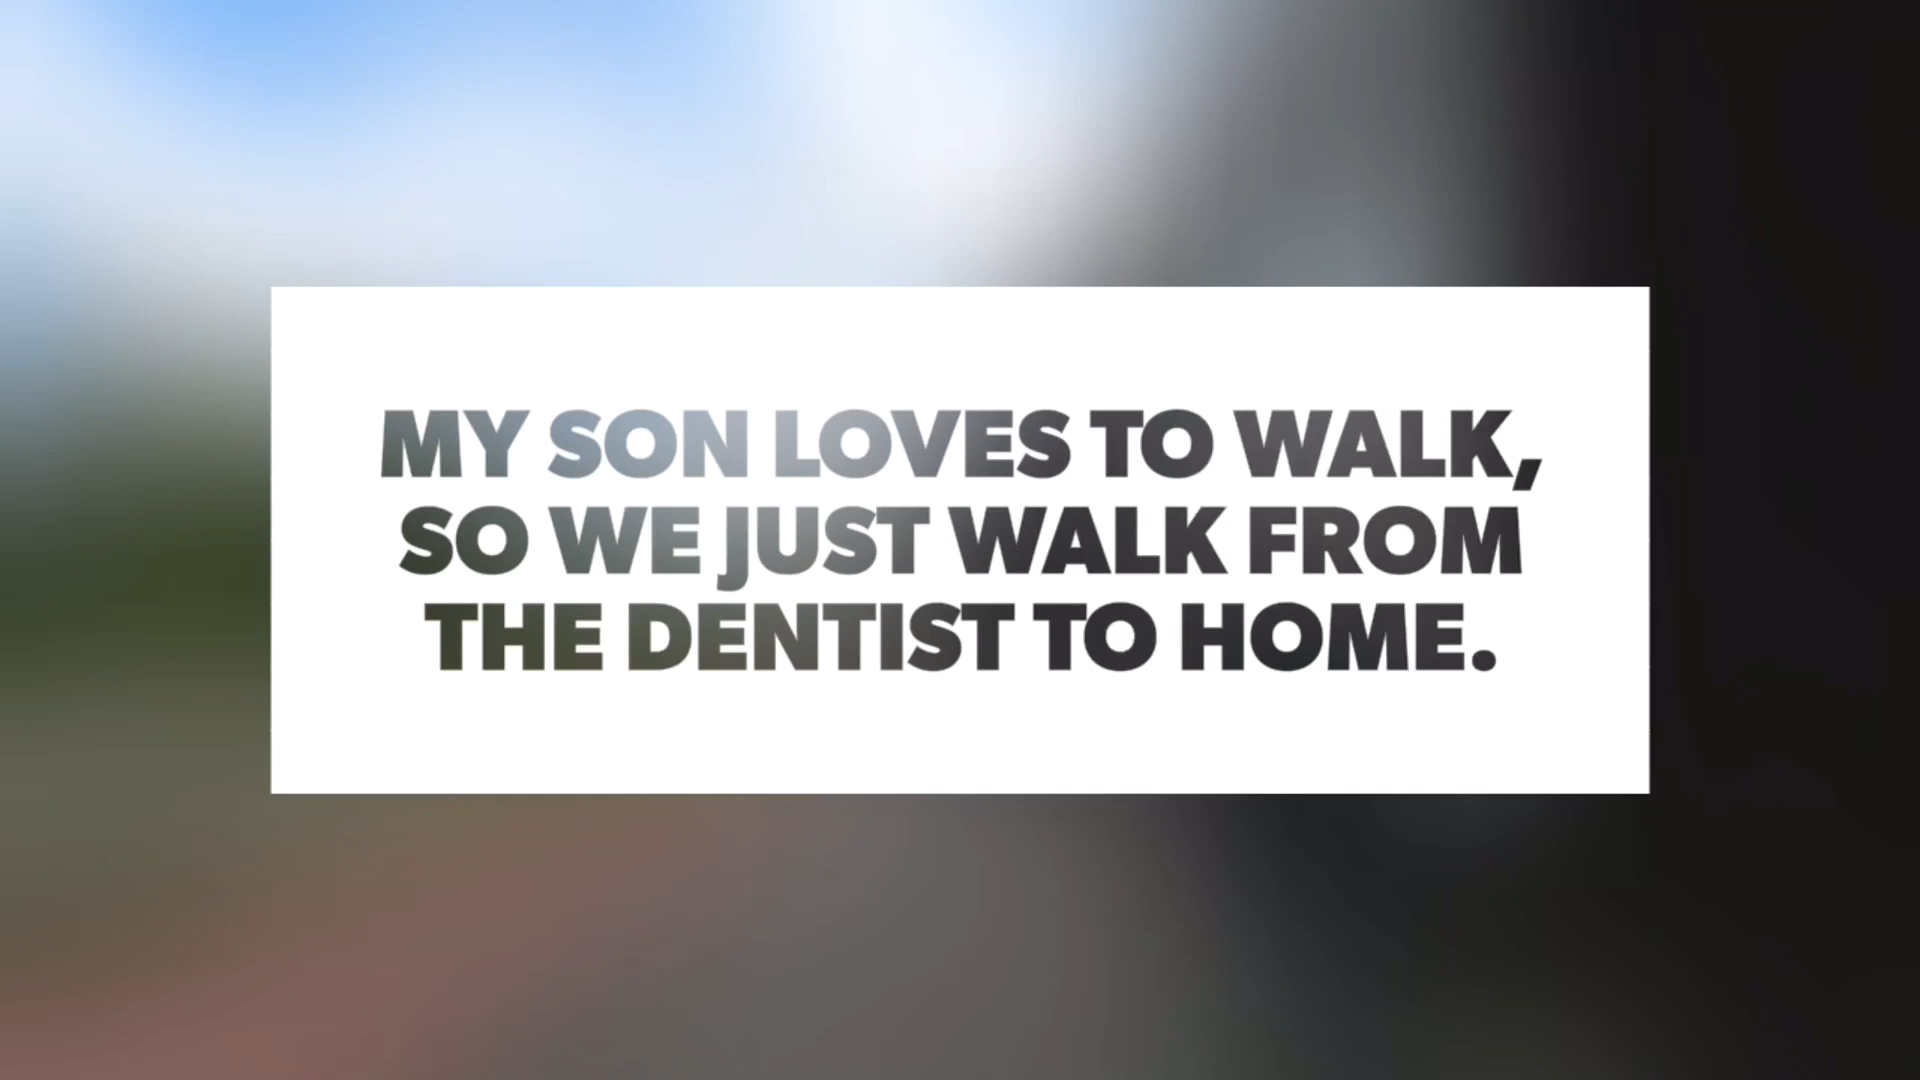 MY SON LOVES TO WALK,
SO WE JUST WALK FROM
THE DENTIST TO HOME.